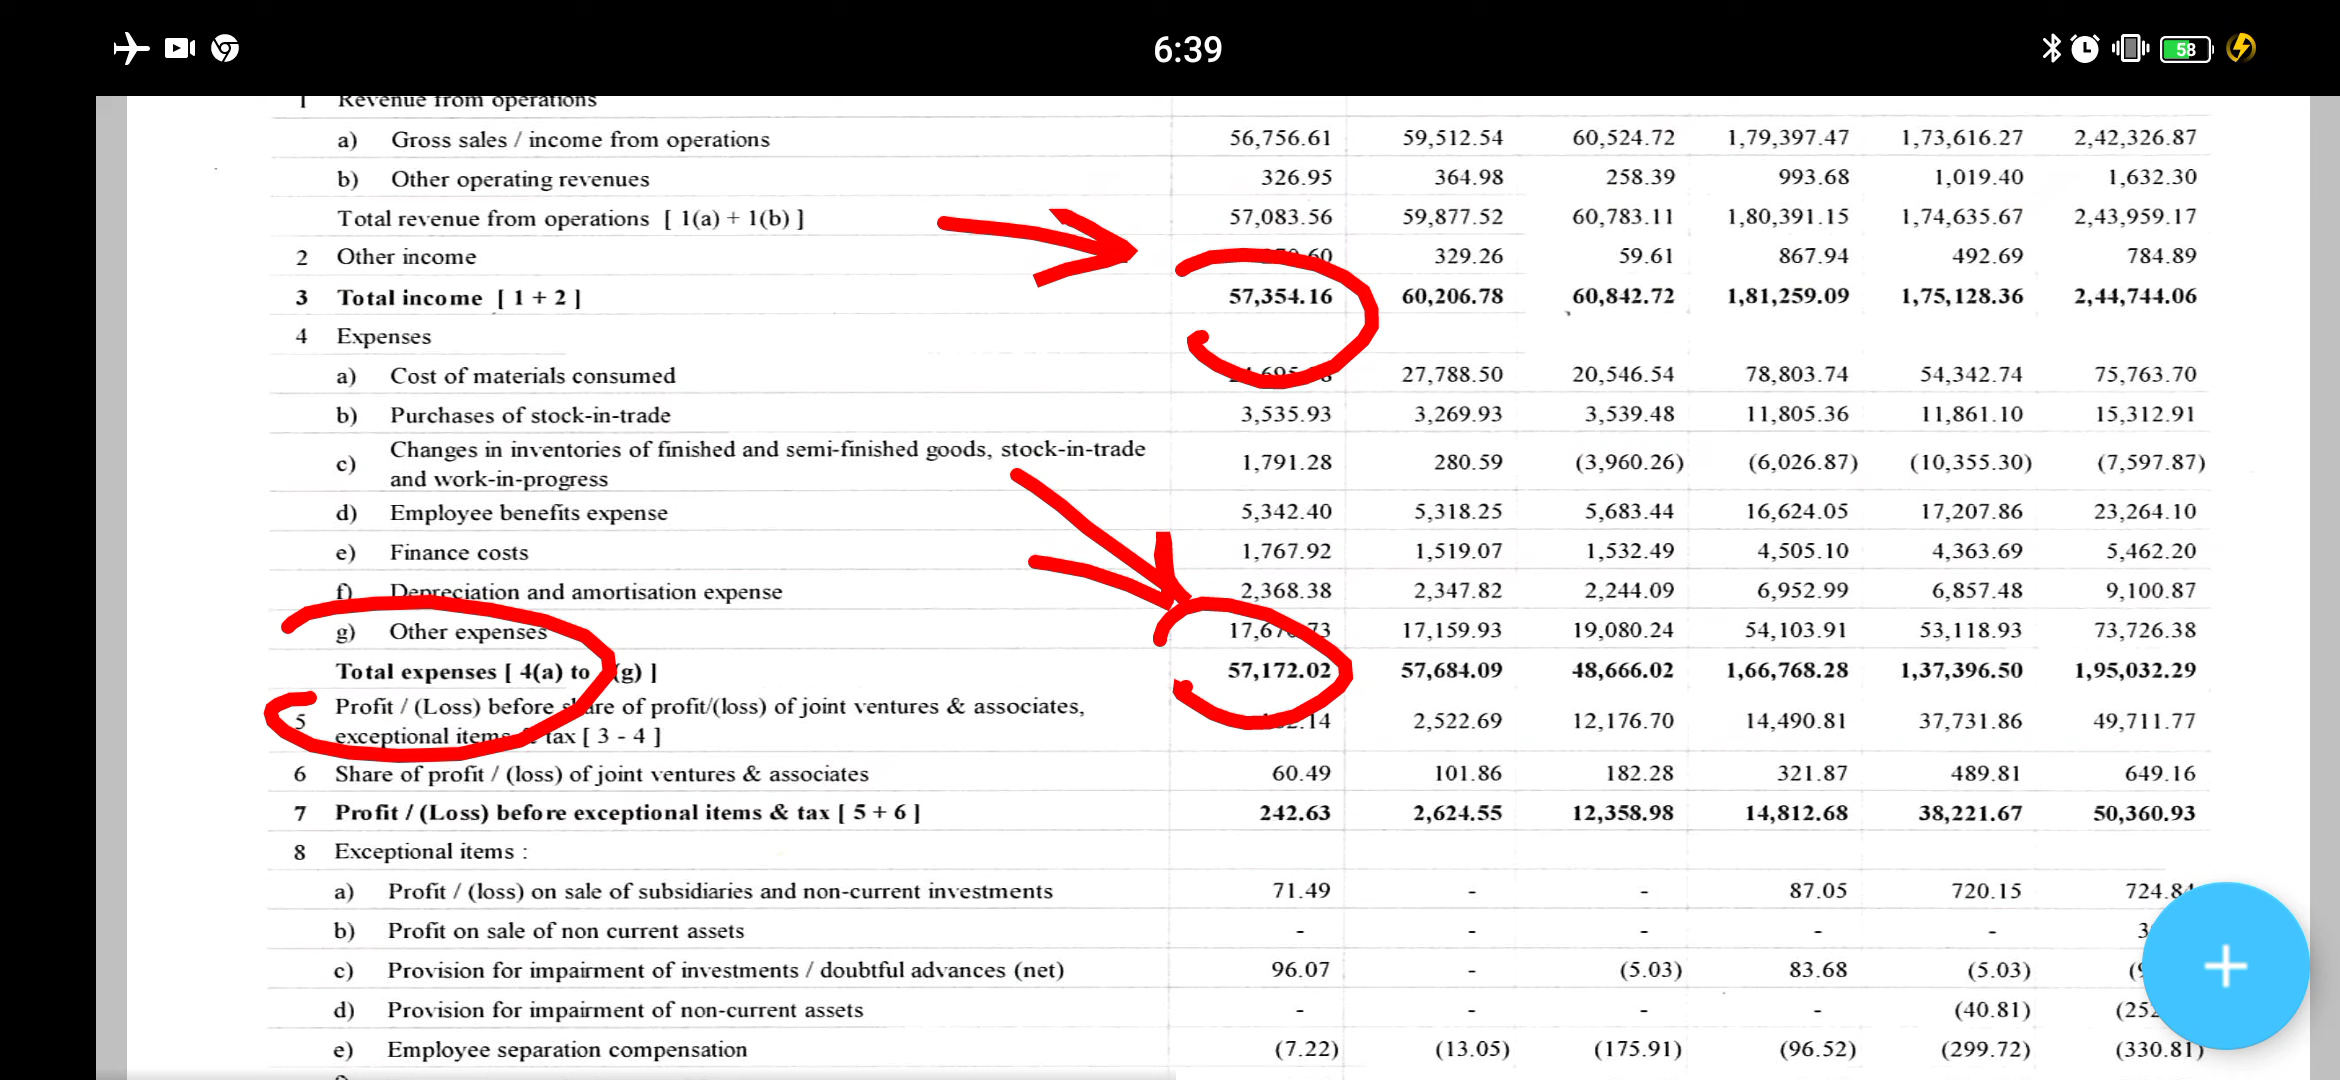 6:39
58
1 Revenue from operations
a) Gross sales / income from operations 56,756.61 59,512.54 60,524.72 1,79,397.47 1,73,616.27 2,42,326.87
b) Other operating revenues 326.95 364.98 258.39 993.68 1,019.40 1,632.30
Total revenue from operations [ 1(a) + 1(b) ] 57,083.56 59,877.52 60,783.11 1,80,391.15 1,74,635.67 2,43,959.17
2 Other income 329.26 59.61 867.94 492.69 784.89
3 Total income [ 1 + 2 ] 57,354.16 60,206.78 60,842.72 1,81,259.09 1,75,128.36 2,44,744.06
4 Expenses
a) Cost of materials consumed 27,788.50 20,546.54 78,803.74 54,342.74 75,763.70
b) Purchases of stock-in-trade 3,535.93 3,269.93 3,539.48 11,805.36 11,861.10 15,312.91
Changes in inventories of finished and semi-finished goods, stock-in-trade
c) 1,791.28 280.59 (3,960.26) (6,026.87) (10,355.30) (7,597.87)
and work-in-progress
d) Employee benefits expense 5,342.40 5,318.25 5,683.44 16,624.05 17,207.86 23,264.10
e) Finance costs 1,767.92 1,519.07 1,532.49 4,505.10 4,363.69 5,462.20
f) Depreciation and amortisation expense 2,368.38 2,347.82 2,244.09 6,952.99 6,857.48 9,100.87
g) Other expenses 17,159.93 19,080.24 54,103.91 53,118.93 73,726.38
Total expenses [ 4(a) to (g) ] 57,172.02 57,684.09 48,666.02 1,66,768.28 1,37,396.50 1,95,032.29
Profit / (Loss) before share of profit/(loss) of joint ventures & associates,
5 2,522.69 12,176.70 14,490.81 37,731.86 49,711.77
exceptional items & tax [ 3 - 4 ]
6 Share of profit / (loss) of joint ventures & associates 60.49 101.86 182.28 321.87 489.81 649.16
7 Profit / (Loss) before exceptional items & tax [ 5 + 6 ] 242.63 2,624.55 12,358.98 14,812.68 38,221.67 50,360.93
8 Exceptional items :
a) Profit / (loss) on sale of subsidiaries and non-current investments 71.49 - - 87.05 720.15 724.84
b) Profit on sale of non current assets - - - - -
c) Provision for impairment of investments / doubtful advances (net) 96.07 - (5.03) 83.68 (5.03)
d) Provision for impairment of non-current assets - - - - (40.81)
e) Employee separation compensation (7.22) (13.05) (175.91) (96.52) (299.72) (330.81)